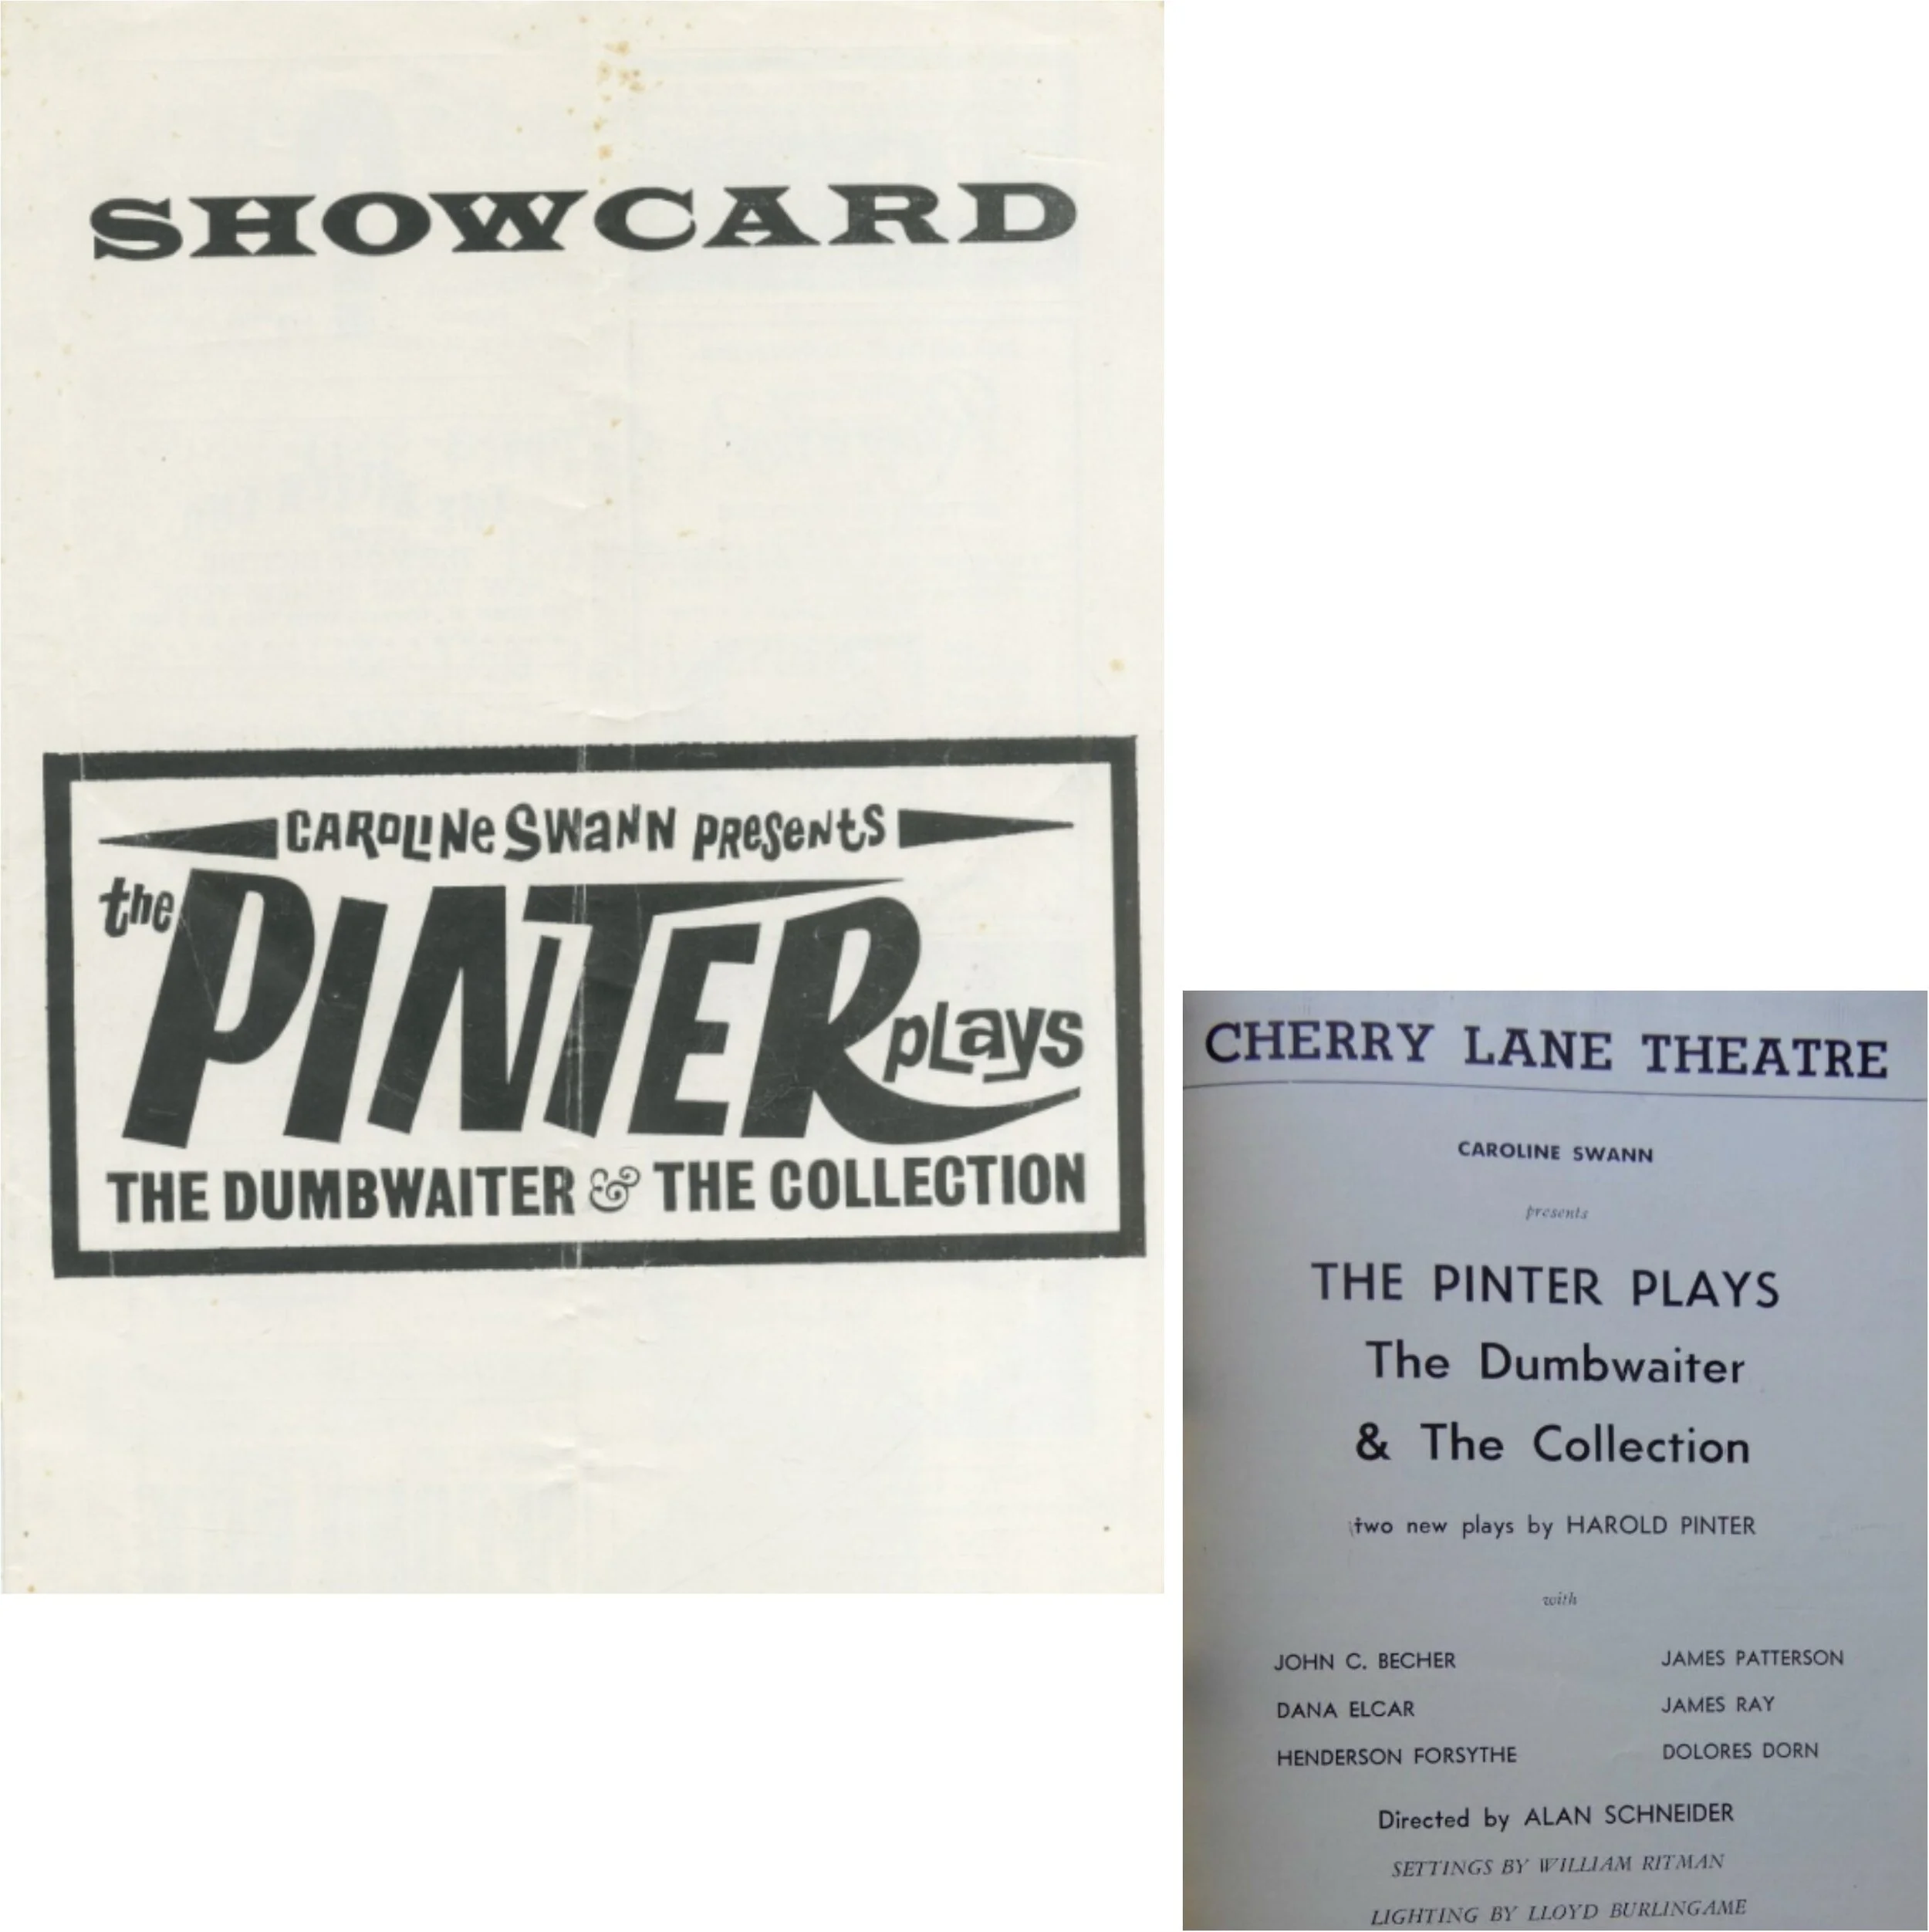 SHOWCARD
CAROLINe SWaNN PReSeNtS
the PINTER plays
THE DUMBWAITER & THE COLLECTION
CHERRY LANE THEATRE
CAROLINE SWANN
presents
THE PINTER PLAYS
The Dumbwaiter
& The Collection
two new plays by HAROLD PINTER
with
JOHN C. BECHER JAMES PATTERSON
DANA ELCAR JAMES RAY
HENDERSON FORSYTHE DOLORES DORN
Directed by ALAN SCHNEIDER
SETTINGS BY WILLIAM RITMAN
LIGHTING BY LLOYD BURLINGAME